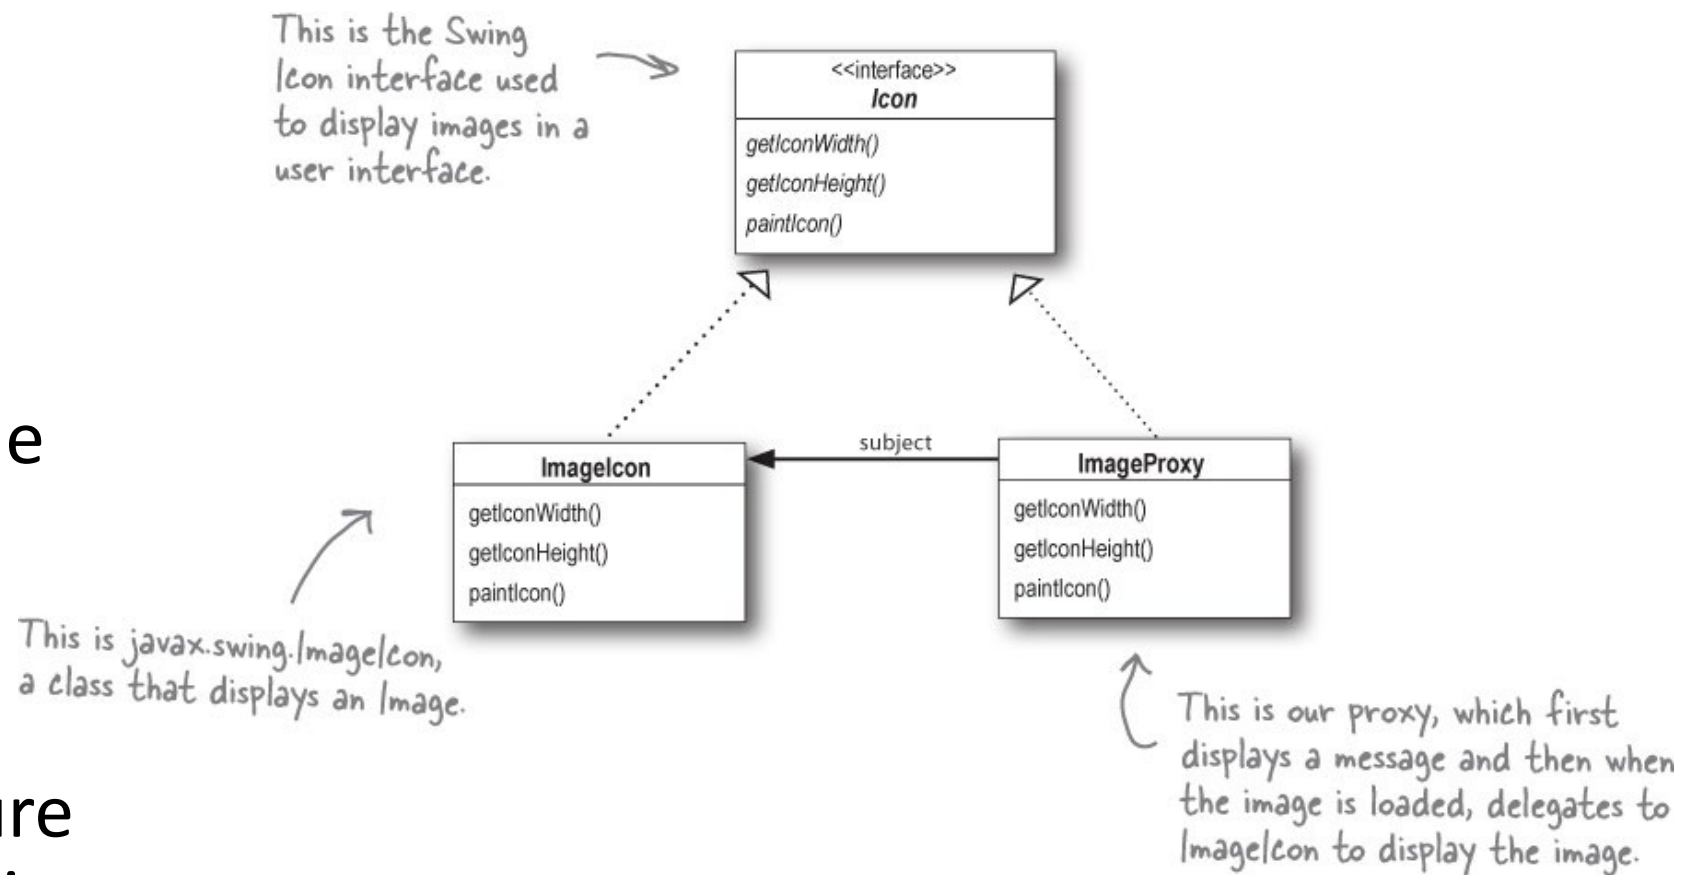 This is the Swing
Icon interface used
to display images in a
user interface.
<<interface>>
Icon
getIconWidth()
getIconHeight()
paintIcon()
e
subject
ImageIcon
getIconWidth()
getIconHeight()
paintIcon()
ImageProxy
getIconWidth()
getIconHeight()
paintIcon()
This is javax.swing.ImageIcon,
a class that displays an Image.
This is our proxy, which first
displays a message and then when
the image is loaded, delegates to
ImageIcon to display the image.
ure